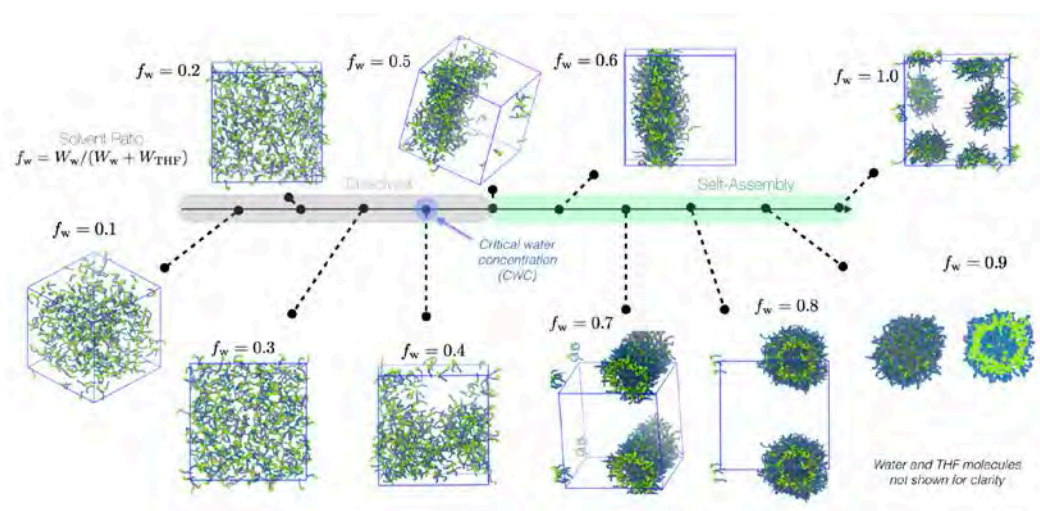 f_w = 0.2
f_w = 0.5
f_w = 0.6
f_w = 1.0
Solvent Ratio
f_w = W_w/(W_w + W_THF)
Dissolved
Self-Assembly
f_w = 0.1
Critical water
concentration
(CWC)
f_w = 0.9
f_w = 0.3
f_w = 0.4
f_w = 0.7
f_w = 0.8
Water and THF molecules
not shown for clarity